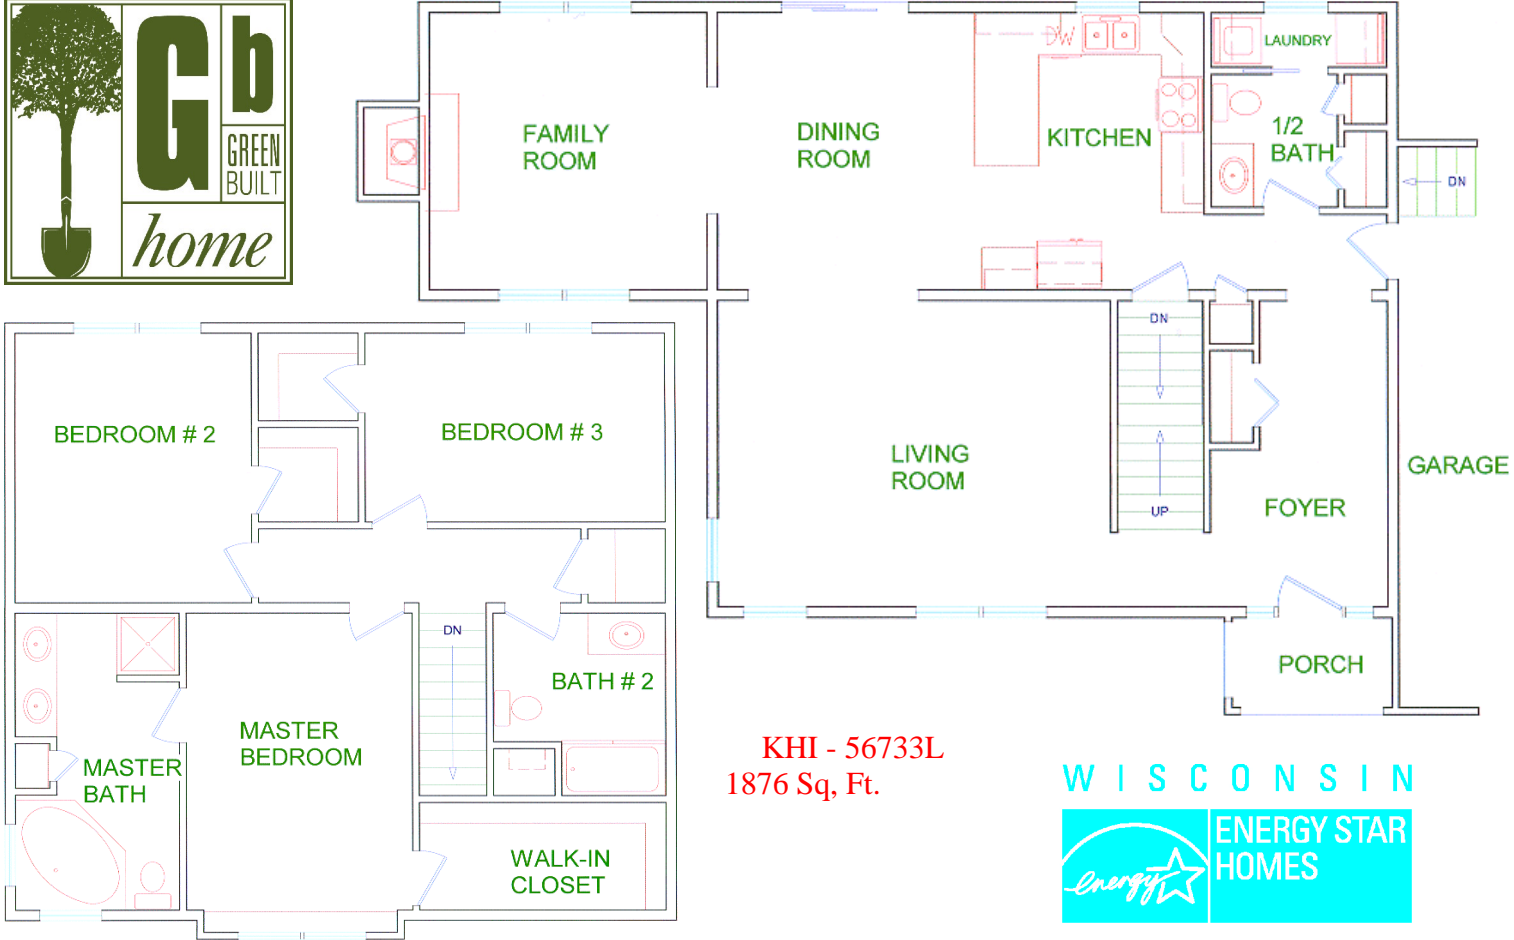 Gb
GREEN
BUILT
home
FAMILY
ROOM
DINING
ROOM
DW
KITCHEN
LAUNDRY
1/2
BATH
DN
DN
UP
LIVING
ROOM
FOYER
GARAGE
PORCH
BEDROOM # 2
BEDROOM # 3
DN
BATH # 2
MASTER
BEDROOM
MASTER
BATH
WALK-IN
CLOSET
KHI - 56733L
1876 Sq, Ft.
WISCONSIN
energy
ENERGY STAR
HOMES